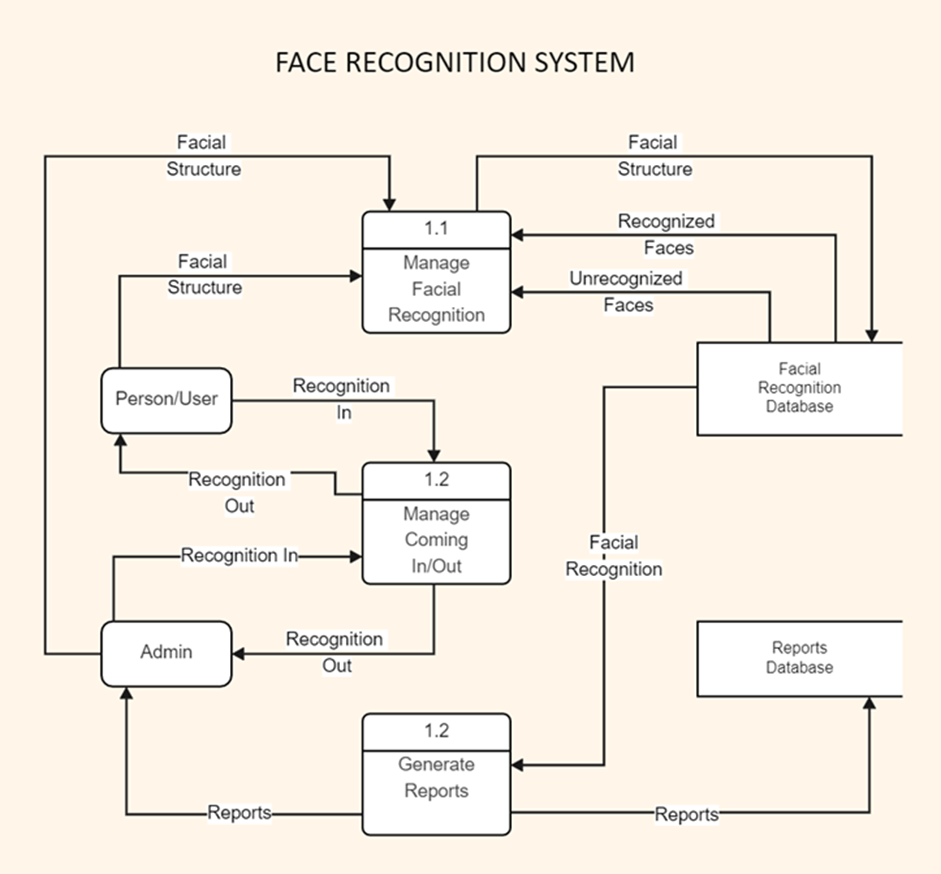 FACE RECOGNITION SYSTEM
Facial
Structure
Facial
Structure
1.1
Manage
Facial
Recognition
Recognized
Faces
Facial
Structure
Unrecognized
Faces
Facial
Recognition
Database
Person/User
Recognition
In
1.2
Manage
Coming
In/Out
Recognition
Out
Recognition In
Facial
Recognition
Admin
Recognition
Out
Reports
Database
1.2
Generate
Reports
Reports
Reports